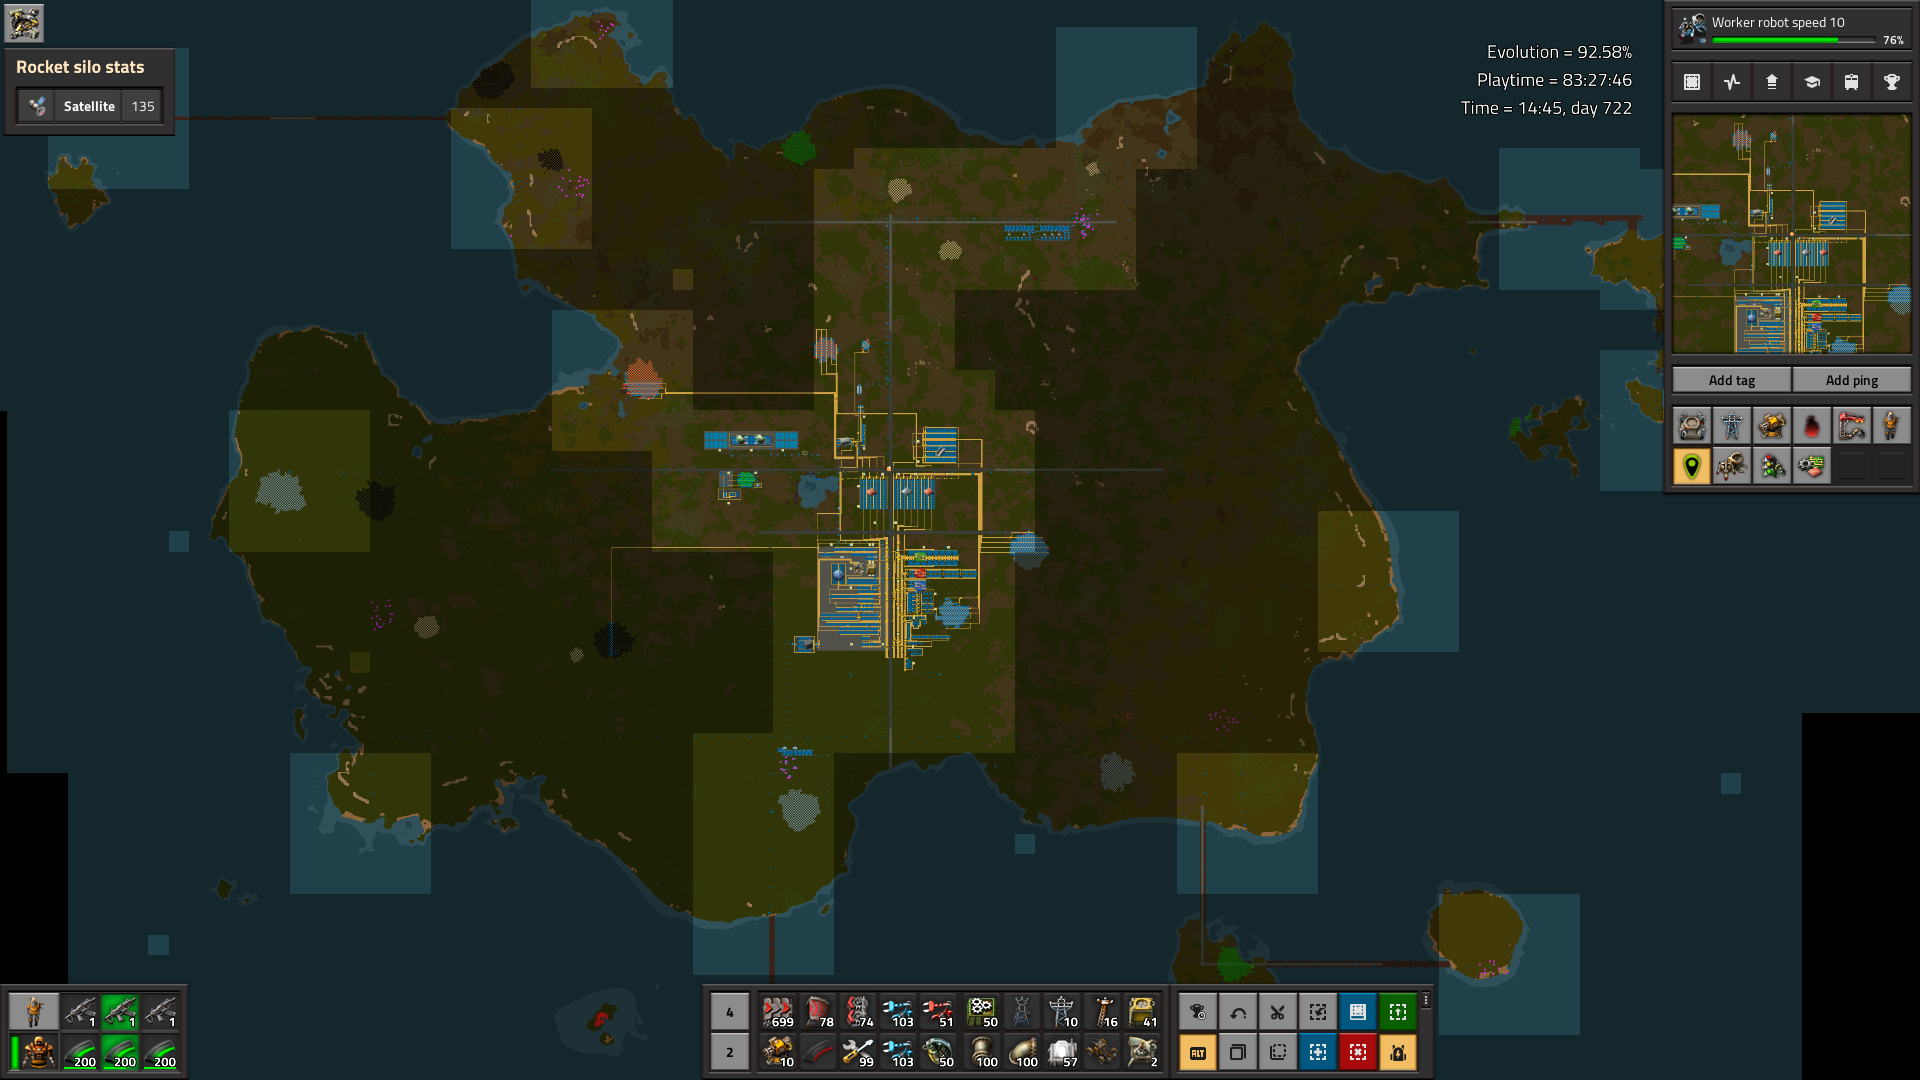 Rocket silo stats
Satellite 135
Evolution = 92.58%
Playtime = 83:27:46
Time = 14:45, day 722
Worker robot speed 10
76%
Add tag
Add ping
1
1
1
200
200
200
4
699
78
74
103
51
50
10
16
41
2
10
99
103
50
100
100
57
2
ALT